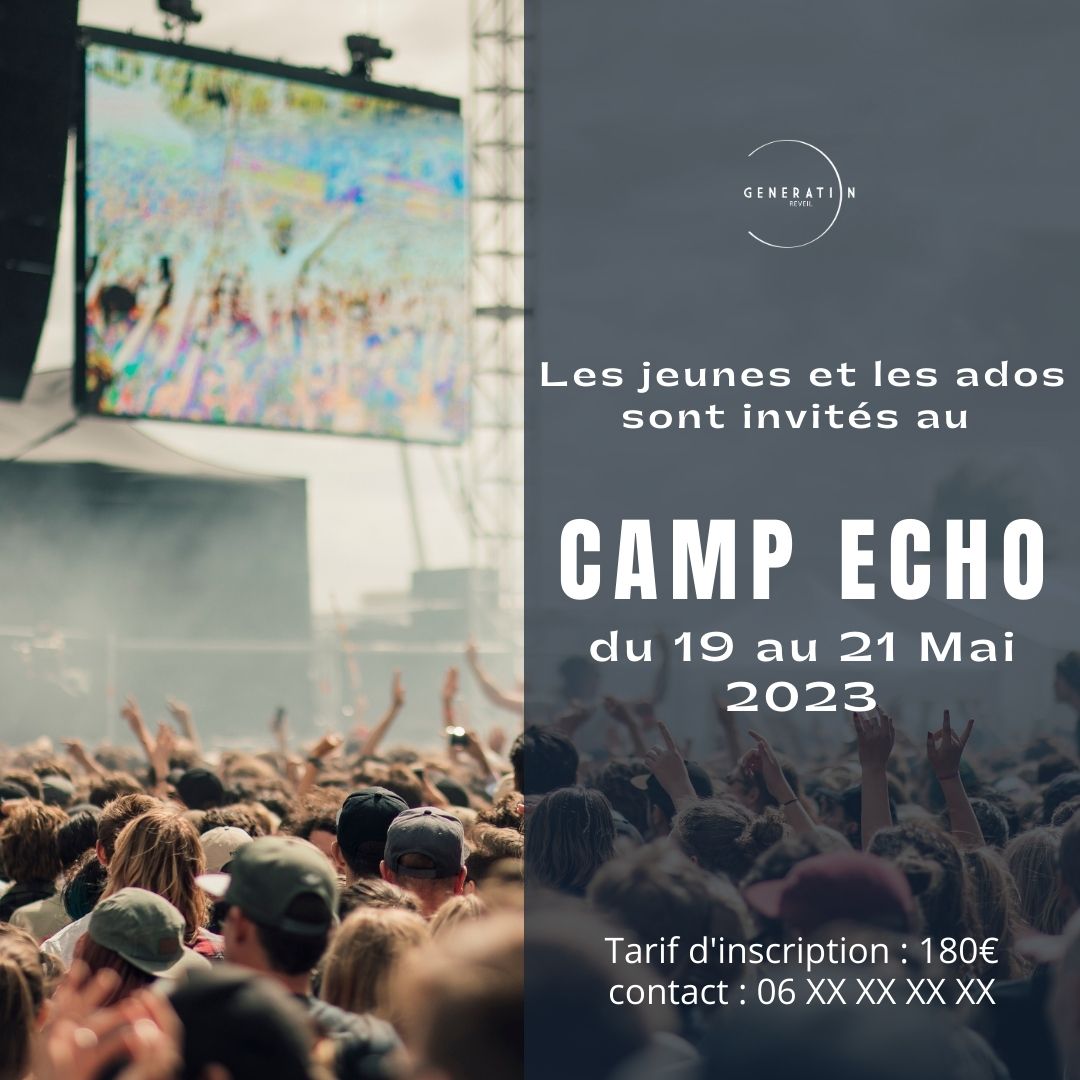 GENERATI N
REVEIL
Les jeunes et les ados
sont invités au
CAMP ECHO
du 19 au 21 Mai
2023
Tarif d'inscription : 180€
contact : 06 XX XX XX XX